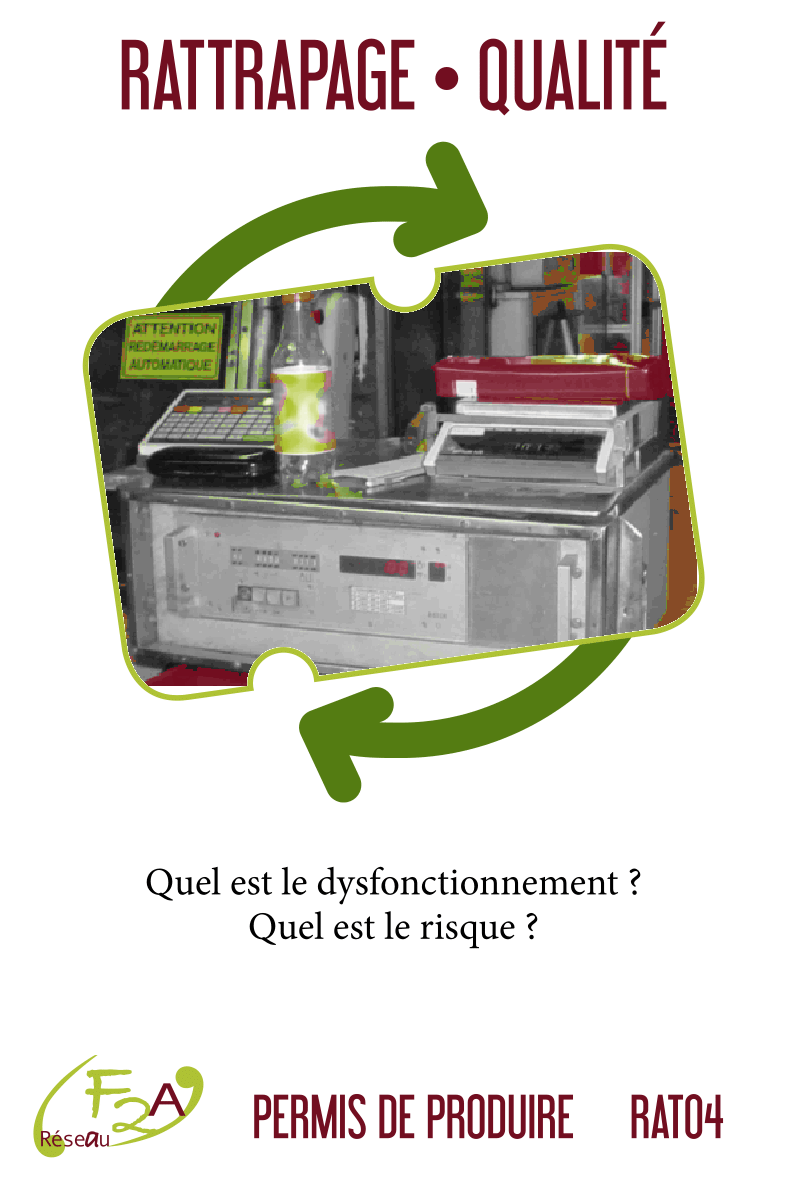 RATTRAPAGE • QUALITÉ
ATTENTION
REDÉMARRAGE
AUTOMATIQUE
Quel est le dysfonctionnement ?
Quel est le risque ?
F2A
Réseau
PERMIS DE PRODUIRE RAT04